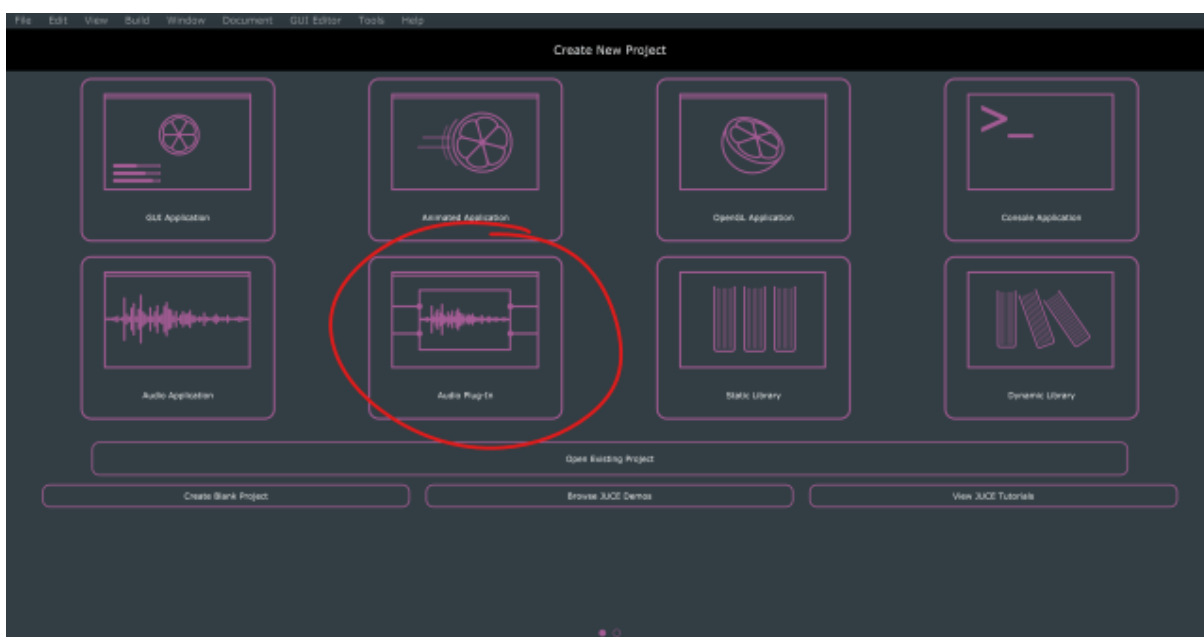 File Edit View Build Window Document GUI Editor Tools Help
Create New Project
>_
GUI Application
Animated Application
OpenGL Application
Console Application
Audio Application
Audio Plug-In
Static Library
Dynamic Library
Open Existing Project
Create Blank Project
Browse JUCE Demos
View JUCE Tutorials